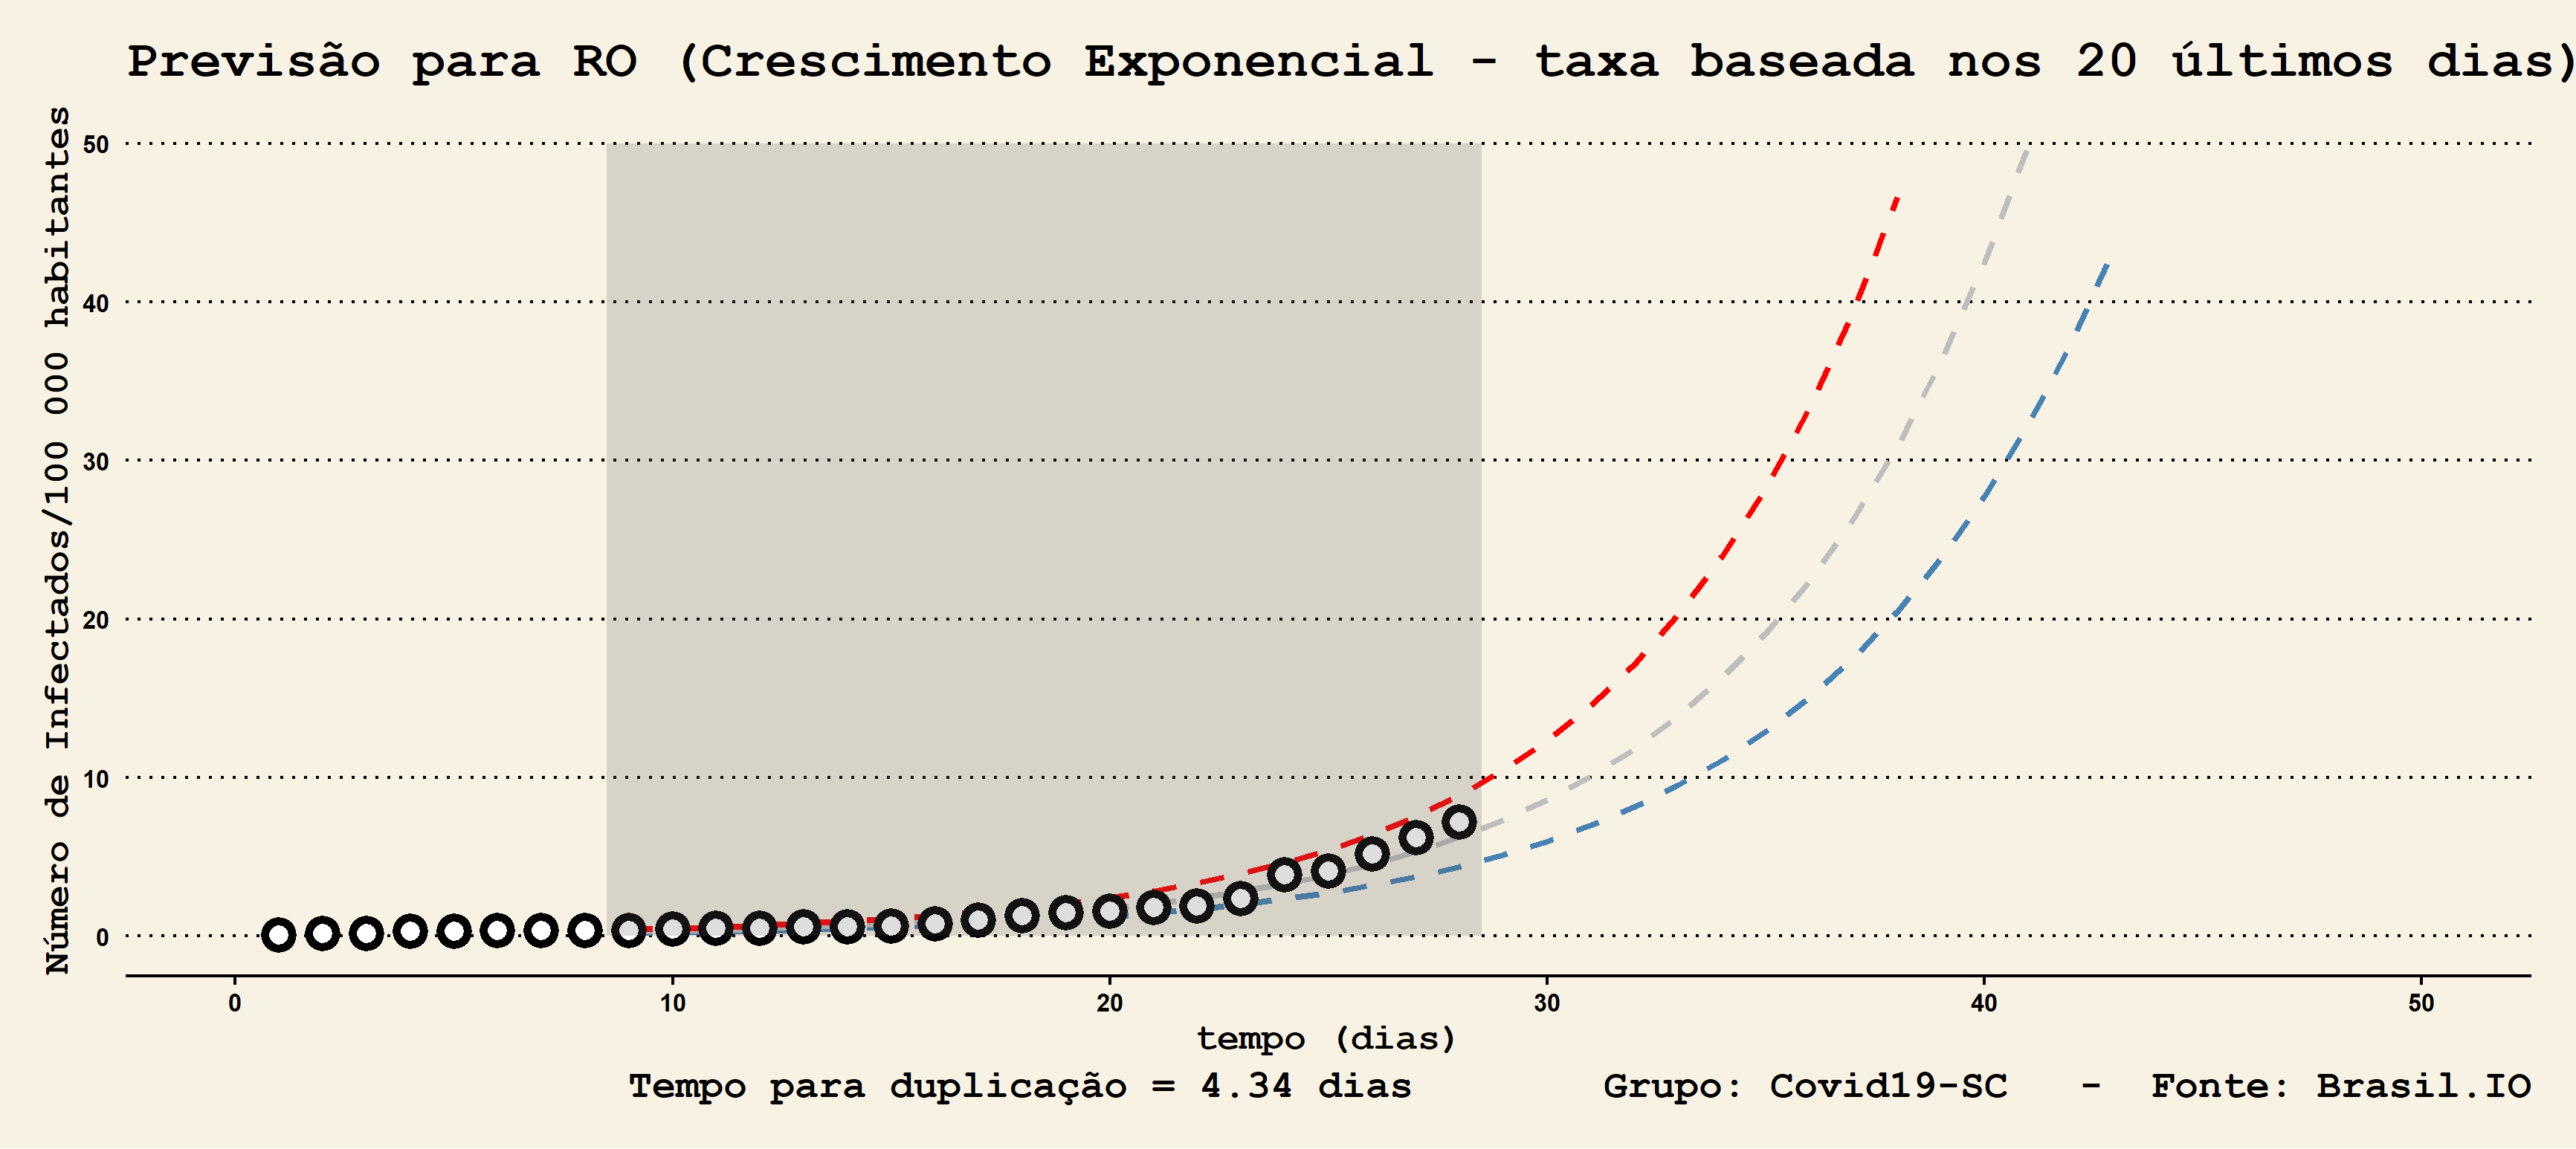 Previsão para RO (Crescimento Exponencial - taxa baseada nos 20 últimos dias)
Número de Infectados/100 000 habitantes
50
40
30
20
10
0
0 10 20 30 40 50
tempo (dias)
Tempo para duplicação = 4.34 dias Grupo: Covid19-SC - Fonte: Brasil.IO